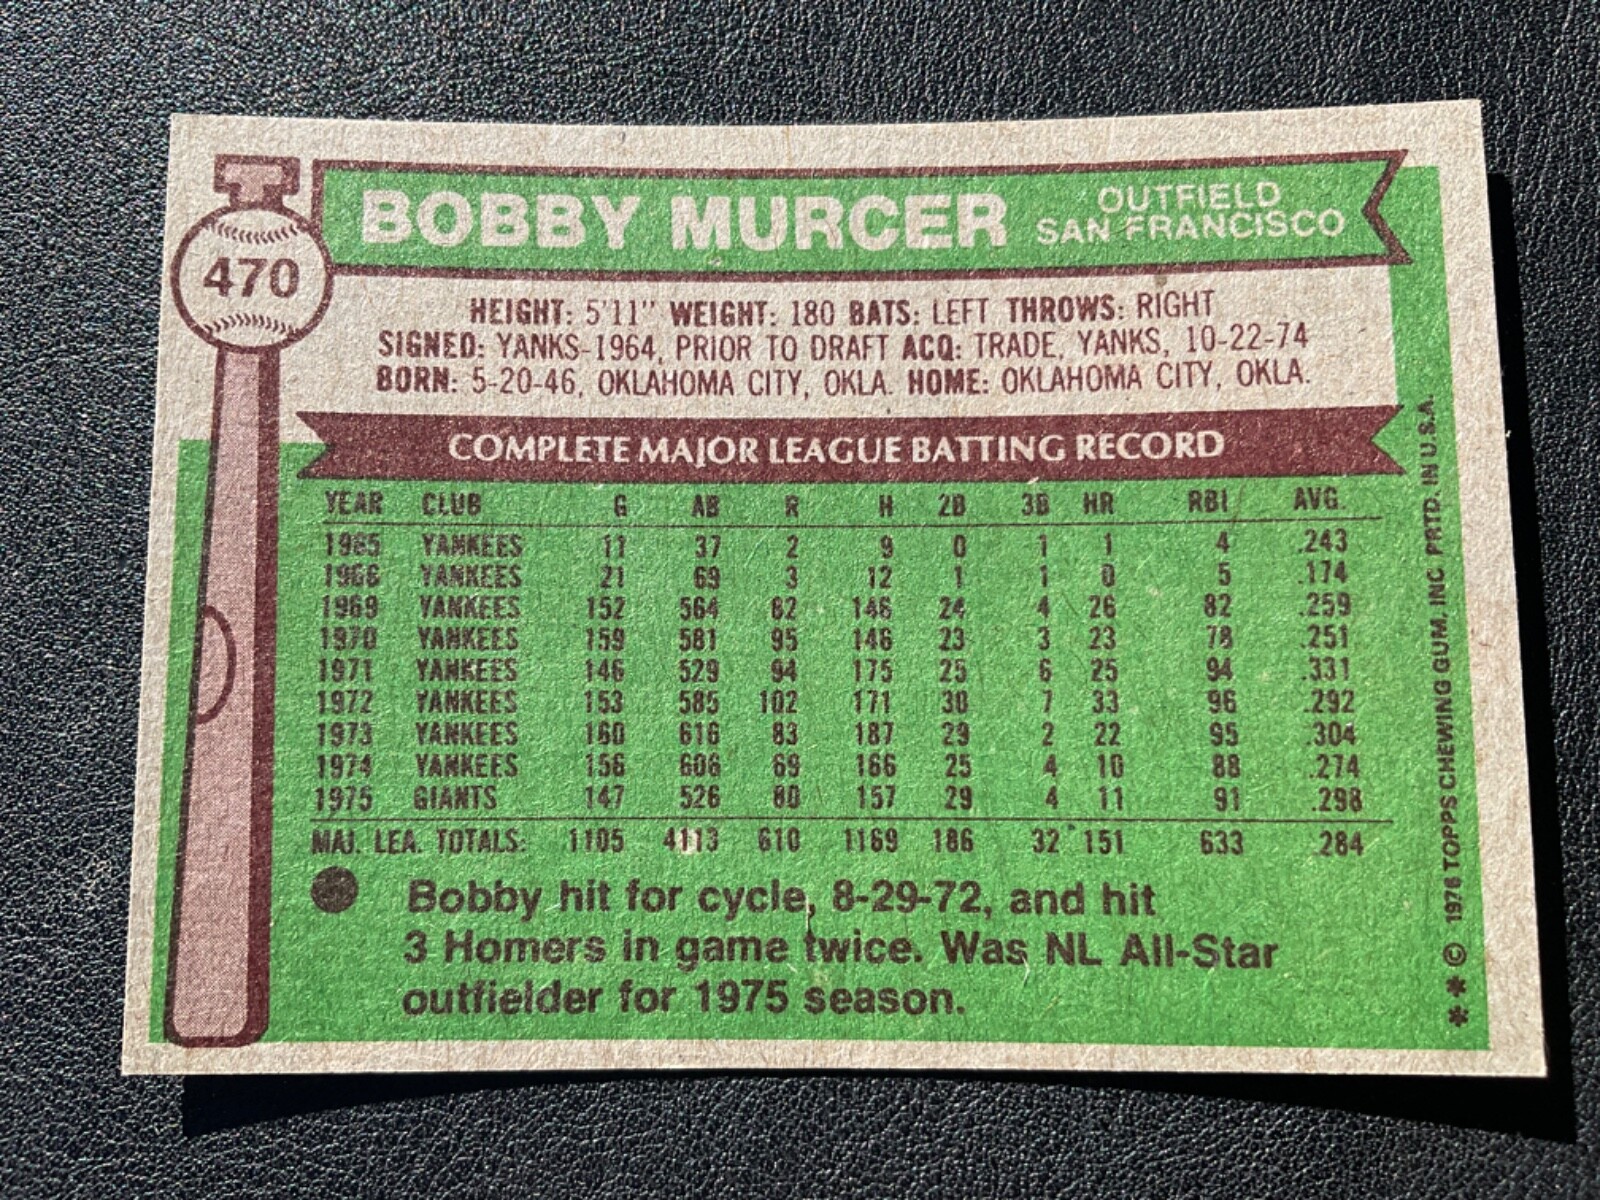 BOBBY MURCER
OUTFIELD
SAN FRANCISCO
470
HEIGHT: 5'11" WEIGHT: 180 BATS: LEFT THROWS: RIGHT
SIGNED: YANKS-1964, PRIOR TO DRAFT ACQ: TRADE, YANKS, 10-22-74
BORN: 5-20-46, OKLAHOMA CITY, OKLA. HOME: OKLAHOMA CITY, OKLA.
COMPLETE MAJOR LEAGUE BATTING RECORD
YEAR CLUB G AB R H 2B 3B HR RBI AVG.
1965 YANKEES 11 37 2 9 0 1 1 4 .243
1966 YANKEES 21 69 3 12 1 1 0 5 .174
1969 YANKEES 152 564 82 146 24 4 26 82 .259
1970 YANKEES 159 581 95 146 23 3 23 78 .251
1971 YANKEES 146 529 94 175 25 6 25 94 .331
1972 YANKEES 153 585 102 171 30 7 33 96 .292
1973 YANKEES 160 616 83 187 29 2 22 95 .304
1974 YANKEES 156 606 69 166 25 4 10 88 .274
1975 GIANTS 147 526 80 157 29 4 11 91 .298
MAJ. LEA. TOTALS: 1105 4113 610 1169 186 32 151 633 .284
Bobby hit for cycle, 8-29-72, and hit
3 Homers in game twice. Was NL All-Star
outfielder for 1975 season.
** © 1976 TOPPS CHEWING GUM, INC PRTD. IN U.S.A.